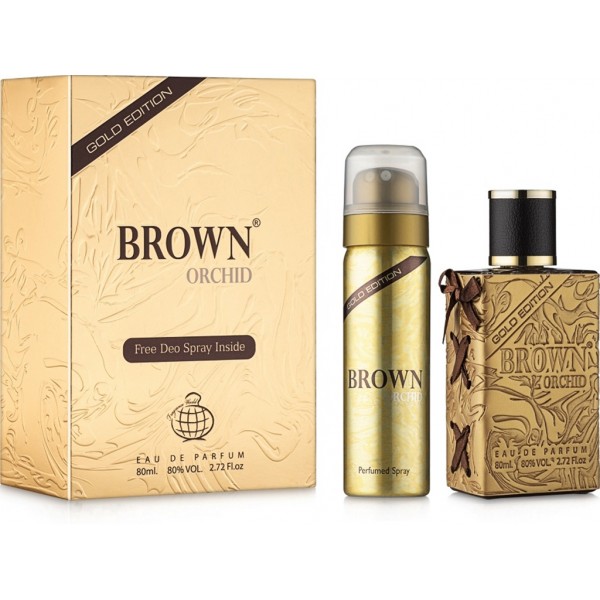 GOLD EDITION
BROWN®
ORCHID
Free Deo Spray Inside
EAU DE PARFUM
80ml. 80% VOL. 2.72 Fl.oz
GOLD EDITION
BROWN
ORCHID
Perfumed Spray
GOLD EDITION
BROWN
ORCHID
EAU DE PARFUM
80ml. 80% VOL. 2.72 Fl.oz